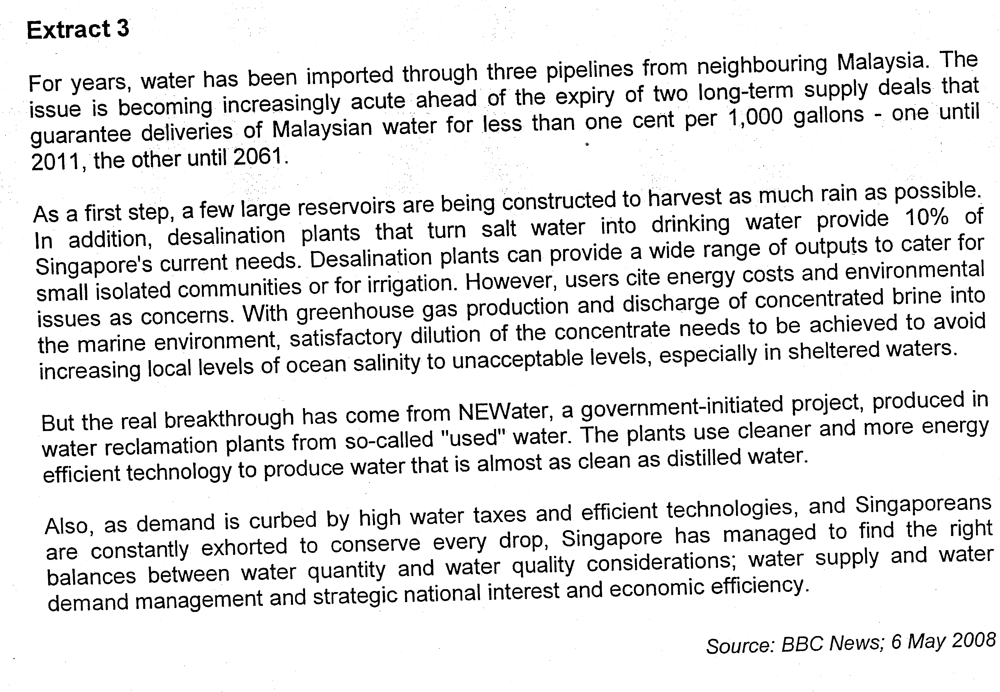 Extract 3
For years, water has been imported through three pipelines from neighbouring Malaysia. The
issue is becoming increasingly acute ahead of the expiry of two long-term supply deals that
guarantee deliveries of Malaysian water for less than one cent per 1,000 gallons - one until
2011, the other until 2061.
As a first step, a few large reservoirs are being constructed to harvest as much rain as possible.
In addition, desalination plants that turn salt water into drinking water provide 10% of
Singapore's current needs. Desalination plants can provide a wide range of outputs to cater for
small isolated communities or for irrigation. However, users cite energy costs and environmental
issues as concerns. With greenhouse gas production and discharge of concentrated brine into
the marine environment, satisfactory dilution of the concentrate needs to be achieved to avoid
increasing local levels of ocean salinity to unacceptable levels, especially in sheltered waters.
But the real breakthrough has come from NEWater, a government-initiated project, produced in
water reclamation plants from so-called "used" water. The plants use cleaner and more energy
efficient technology to produce water that is almost as clean as distilled water.
Also, as demand is curbed by high water taxes and efficient technologies, and Singaporeans
are constantly exhorted to conserve every drop, Singapore has managed to find the right
balances between water quantity and water quality considerations; water supply and water
demand management and strategic national interest and economic efficiency.
Source: BBC News; 6 May 2008